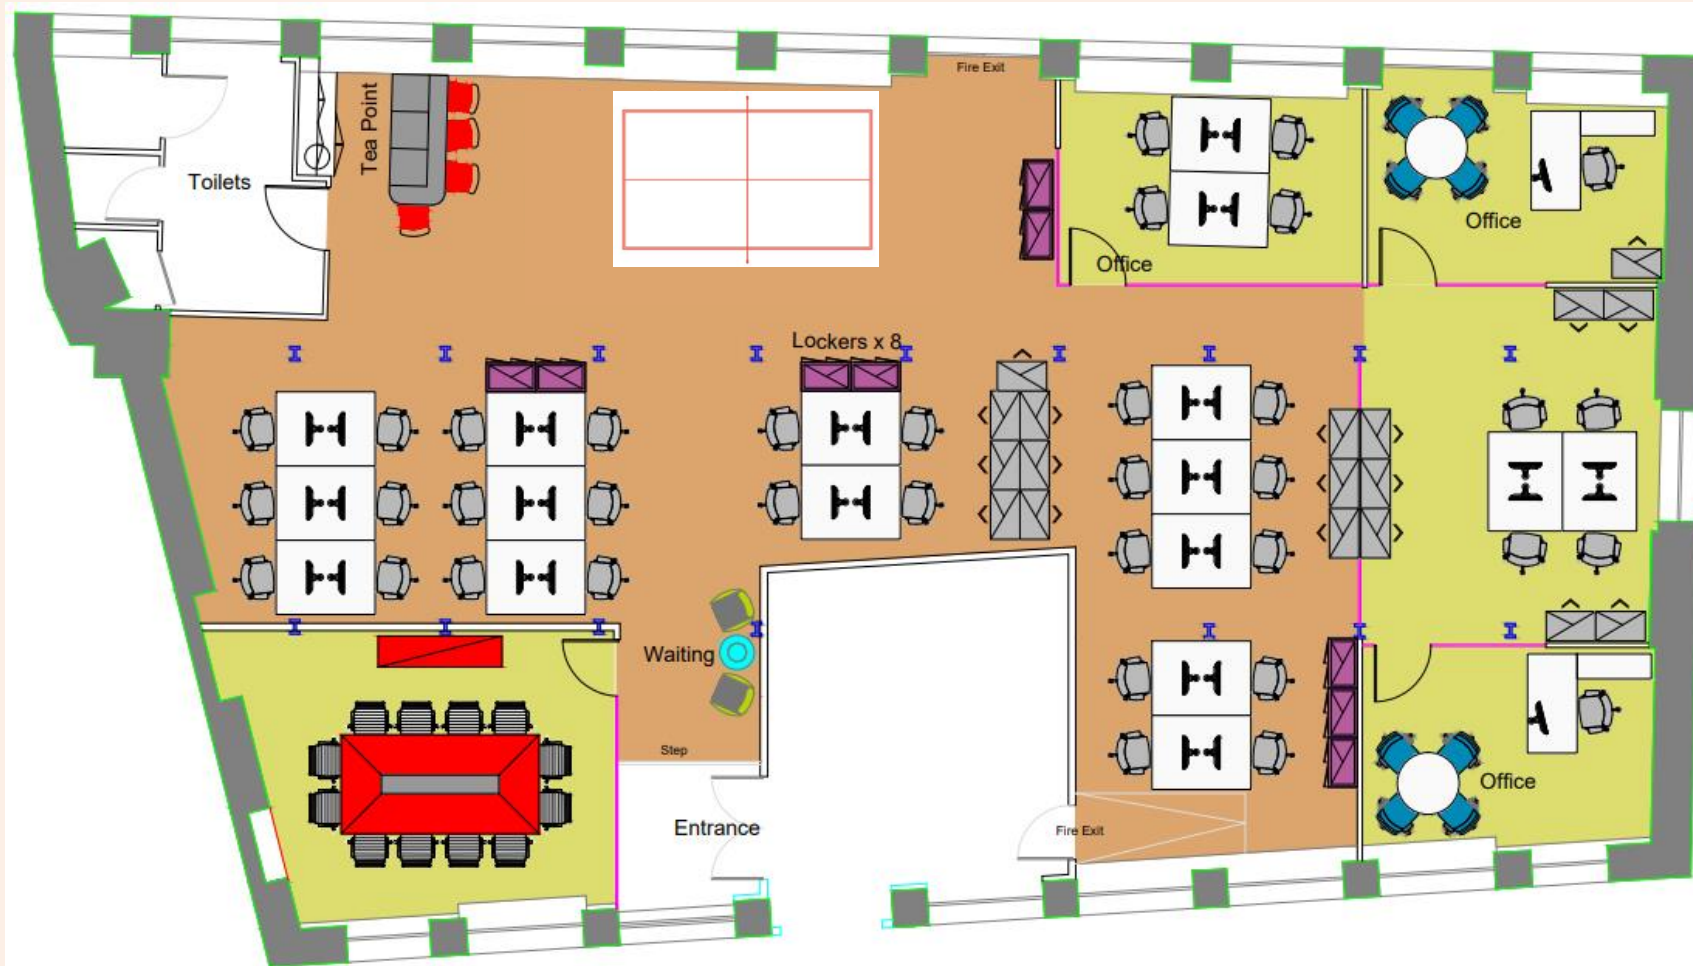 Fire Exit
Tea Point
Toilets
Office
Office
Lockers x 8
Waiting
Step
Entrance
Fire Exit
Office